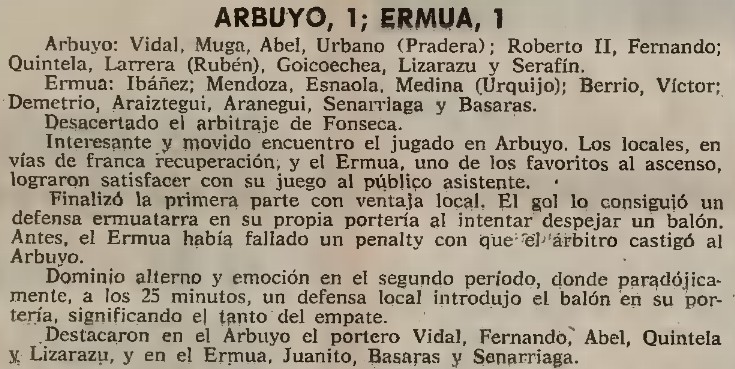 ARBUYO, 1; ERMUA, 1
Arbuyo: Vidal, Muga, Abel, Urbano (Pradera); Roberto II, Fernando;
Quintela, Larrera (Rubén), Goicoechea, Lizarazu y Serafín.
Ermua: Ibáñez; Mendoza, Esnaola, Medina (Urquijo); Berrio, Víctor;
Demetrio, Araiztegui, Aranegui, Senarriaga y Basaras.
Desacertado el arbitraje de Fonseca.
Interesante y movido encuentro el jugado en Arbuyo. Los locales, en
vías de franca recuperación, y el Ermua, uno de los favoritos al ascenso,
lograron satisfacer con su juego al público asistente.
Finalizó la primera parte con ventaja local. El gol lo consiguió un
defensa ermuatarra en su propia portería al intentar despejar un balón.
Antes, el Ermua había fallado un penalty con que el árbitro castigó al
Arbuyo.
Dominio alterno y emoción en el segundo período, donde paradójica-
mente, a los 25 minutos, un defensa local introdujo el balón en su por-
tería, significando el tanto del empate.
Destacaron en el Arbuyo el portero Vidal, Fernando, Abel, Quintela
y Lizarazu, y en el Ermua, Juanito, Basaras y Senarriaga.